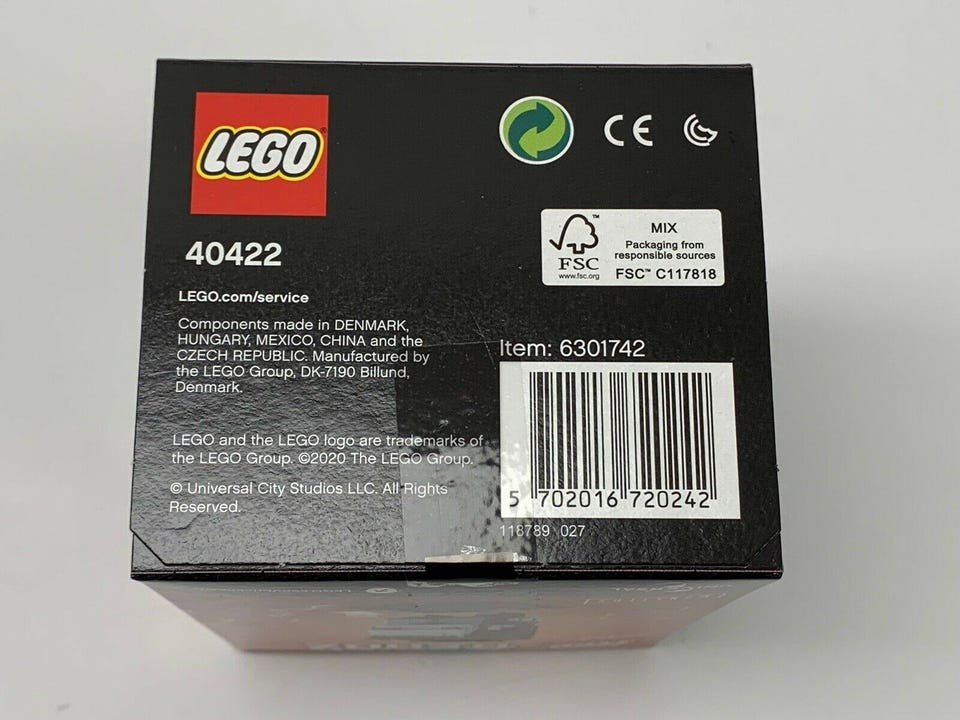 LEGO®
CE
40422
FSC™
www.fsc.org
MIX
Packaging from
responsible sources
FSC™ C117818
LEGO.com/service
Components made in DENMARK,
HUNGARY, MEXICO, CHINA and the
CZECH REPUBLIC. Manufactured by
the LEGO Group, DK-7190 Billund,
Denmark.
Item: 6301742
LEGO and the LEGO logo are trademarks of
the LEGO Group. ©2020 The LEGO Group.
© Universal City Studios LLC. All Rights
Reserved.
5 702016 720242
118789 027